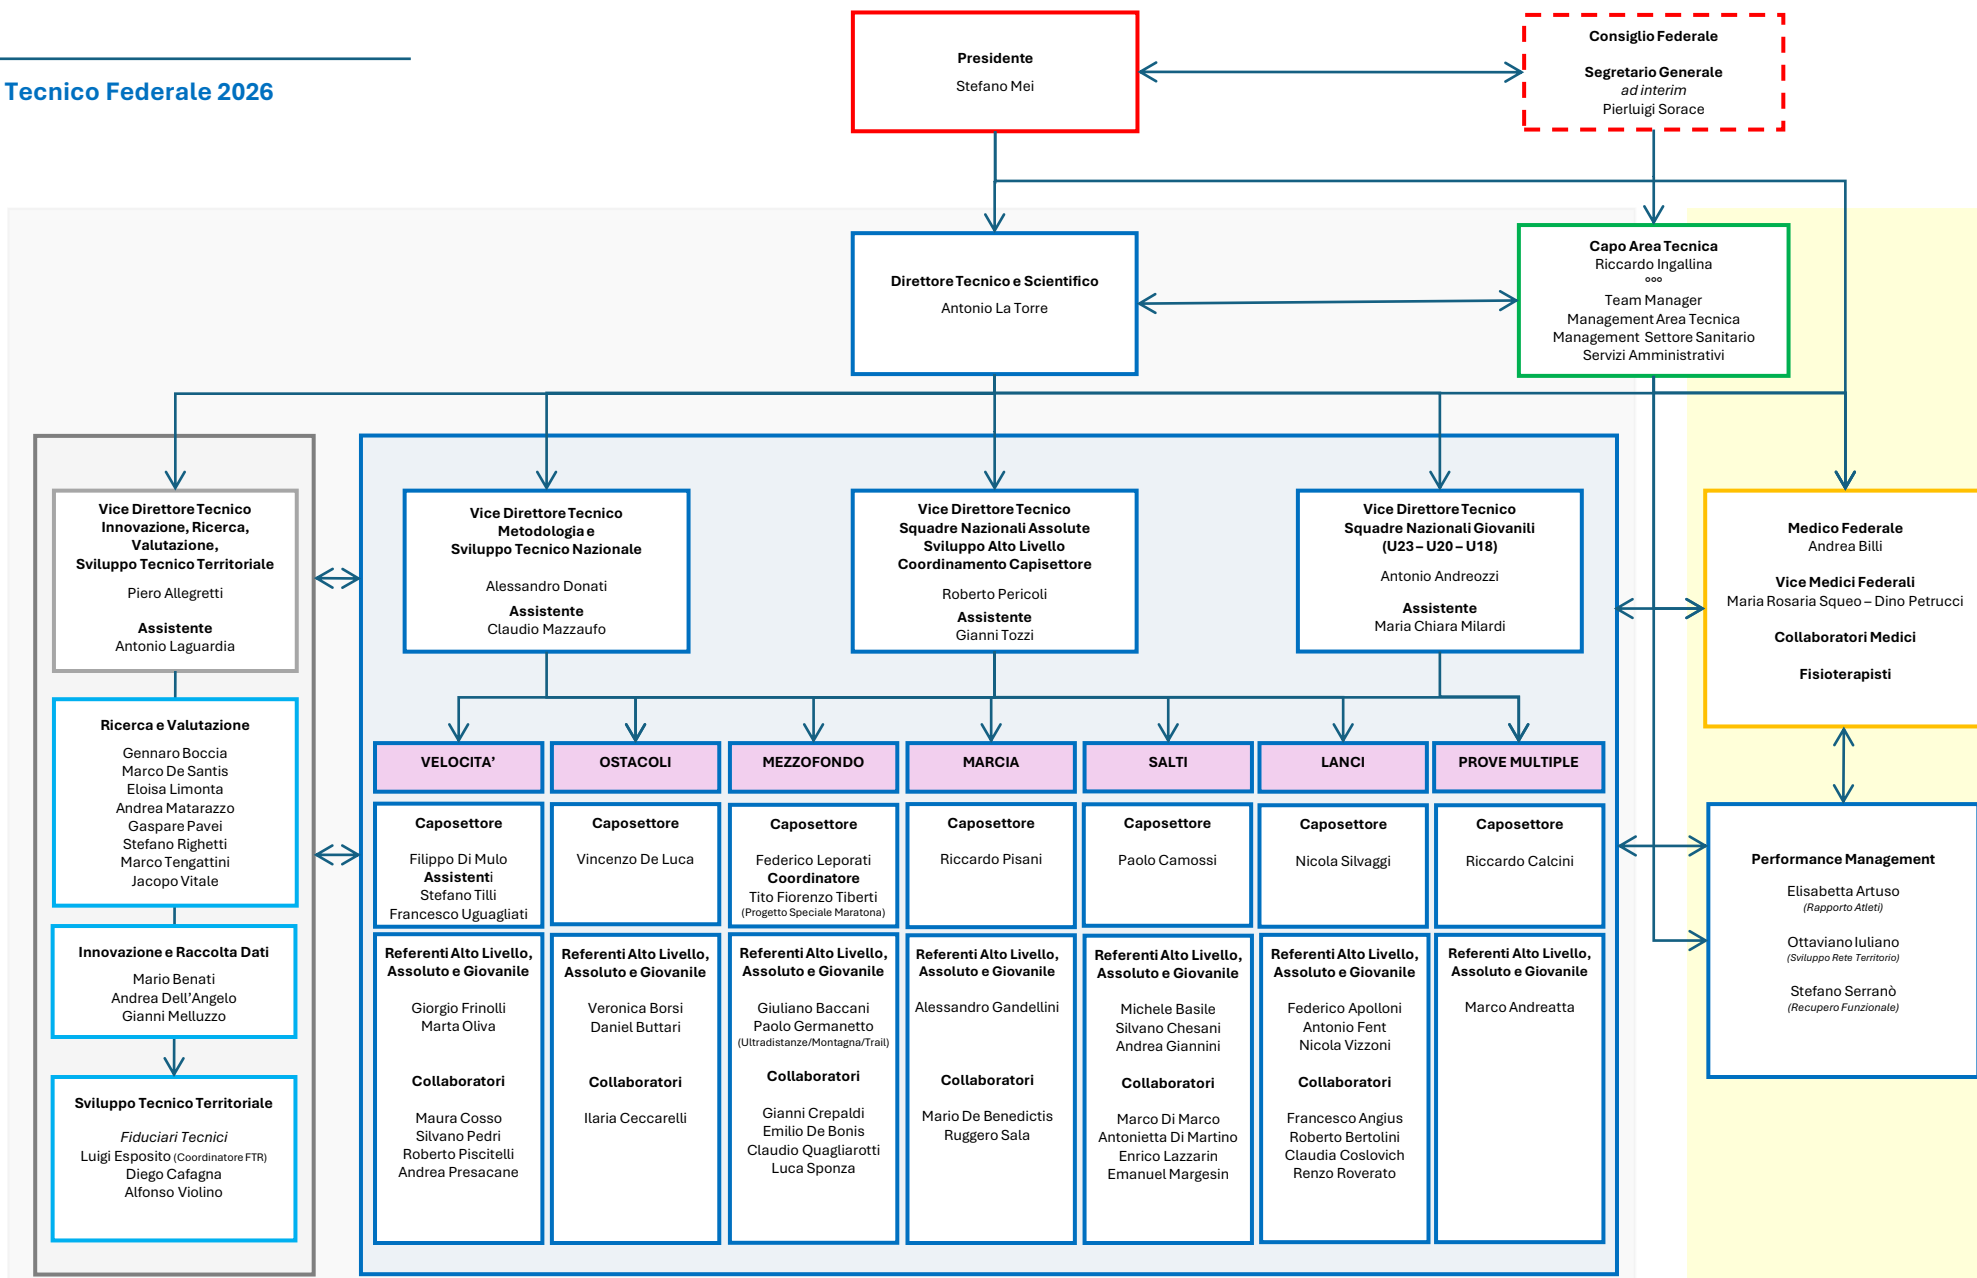 Tecnico Federale 2026
Presidente
Stefano Mei
Consiglio Federale
Segretario Generale
ad interim
Pierluigi Sorace
Direttore Tecnico e Scientifico
Antonio La Torre
Capo Area Tecnica
Riccardo Ingallina
°°°
Team Manager
Management Area Tecnica
Management Settore Sanitario
Servizi Amministrativi
Vice Direttore Tecnico
Innovazione, Ricerca,
Valutazione,
Sviluppo Tecnico Territoriale
Piero Allegretti
Assistente
Antonio Laguardia
Vice Direttore Tecnico
Metodologia e
Sviluppo Tecnico Nazionale
Alessandro Donati
Assistente
Claudio Mazzaufo
Vice Direttore Tecnico
Squadre Nazionali Assolute
Sviluppo Alto Livello
Coordinamento Capisettore
Roberto Pericoli
Assistente
Gianni Tozzi
Vice Direttore Tecnico
Squadre Nazionali Giovanili
(U23 – U20 – U18)
Antonio Andreozzi
Assistente
Maria Chiara Milardi
Medico Federale
Andrea Billi
Vice Medici Federali
Maria Rosaria Squeo – Dino Petrucci
Collaboratori Medici
Fisioterapisti
Ricerca e Valutazione
Gennaro Boccia
Marco De Santis
Eloisa Limonta
Andrea Matarazzo
Gaspare Pavei
Stefano Righetti
Marco Tengattini
Jacopo Vitale
Innovazione e Raccolta Dati
Mario Benati
Andrea Dell'Angelo
Gianni Melluzzo
Sviluppo Tecnico Territoriale
Fiduciari Tecnici
Luigi Esposito (Coordinatore FTR)
Diego Cafagna
Alfonso Violino
VELOCITA'
Caposettore
Filippo Di Mulo
Assistenti
Stefano Tilli
Francesco Uguagliati
Referenti Alto Livello,
Assoluto e Giovanile
Giorgio Frinolli
Marta Oliva
Collaboratori
Maura Cosso
Silvano Pedri
Roberto Piscitelli
Andrea Presacane
OSTACOLI
Caposettore
Vincenzo De Luca
Referenti Alto Livello,
Assoluto e Giovanile
Veronica Borsi
Daniel Buttari
Collaboratori
Ilaria Ceccarelli
MEZZOFONDO
Caposettore
Federico Leporati
Coordinatore
Tito Fiorenzo Tiberti
(Progetto Speciale Maratona)
Referenti Alto Livello,
Assoluto e Giovanile
Giuliano Baccani
Paolo Germanetto
(Ultradistanze/Montagna/Trail)
Collaboratori
Gianni Crepaldi
Emilio De Bonis
Claudio Quagliarotti
Luca Sponza
MARCIA
Caposettore
Riccardo Pisani
Referenti Alto Livello,
Assoluto e Giovanile
Alessandro Gandellini
Collaboratori
Mario De Benedictis
Ruggero Sala
SALTI
Caposettore
Paolo Camossi
Referenti Alto Livello,
Assoluto e Giovanile
Michele Basile
Silvano Chesani
Andrea Giannini
Collaboratori
Marco Di Marco
Antonietta Di Martino
Enrico Lazzarin
Emanuel Margesin
LANCI
Caposettore
Nicola Silvaggi
Referenti Alto Livello,
Assoluto e Giovanile
Federico Apolloni
Antonio Fent
Nicola Vizzoni
Collaboratori
Francesco Angius
Roberto Bertolini
Claudia Coslovich
Renzo Roverato
PROVE MULTIPLE
Caposettore
Riccardo Calcini
Referenti Alto Livello,
Assoluto e Giovanile
Marco Andreatta
Performance Management
Elisabetta Artuso
(Rapporto Atleti)
Ottaviano Iuliano
(Sviluppo Rete Territorio)
Stefano Serranò
(Recupero Funzionale)